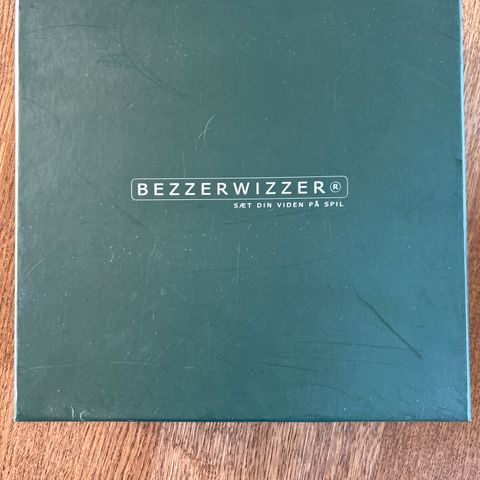 BEZZERWIZZER®
SÆT DIN VIDEN PÅ SPIL